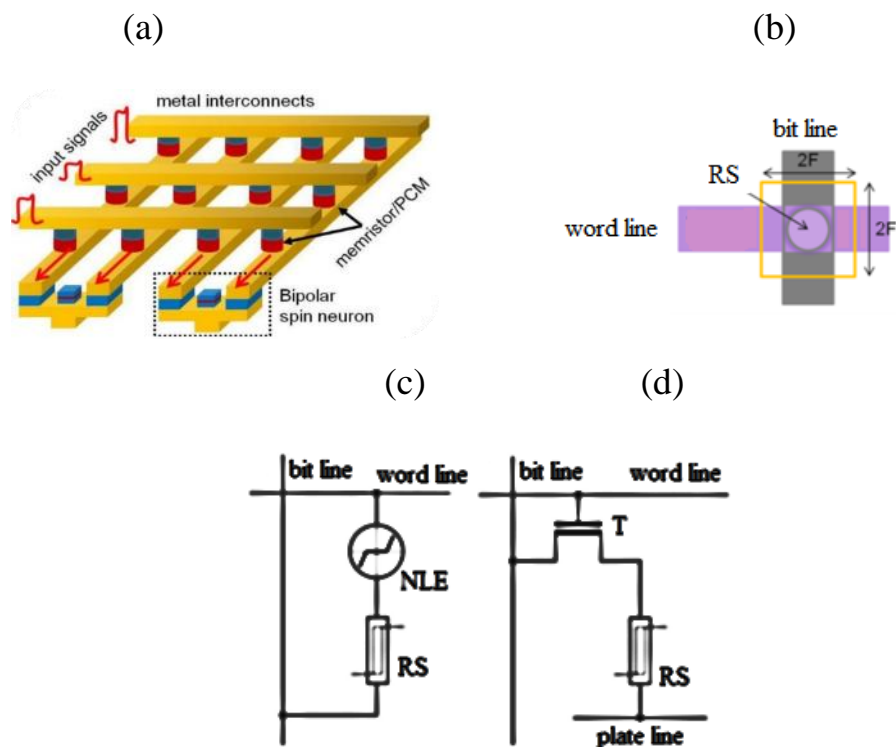 (a)
(b)
metal interconnects
input signals
memristor/PCM
Bipolar
spin neuron
bit line
2F
RS
word line
2F
(c)
(d)
bit line
word line
NLE
RS
bit line
word line
T
RS
plate line